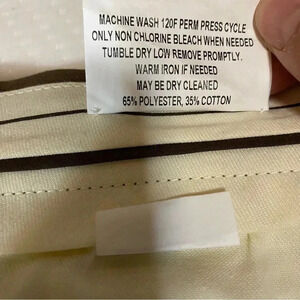 MACHINE WASH 120F PERM PRESS CYCLE
ONLY NON CHLORINE BLEACH WHEN NEEDED
TUMBLE DRY LOW REMOVE PROMPTLY.
WARM IRON IF NEEDED
MAY BE DRY CLEANED
65% POLYESTER, 35% COTTON